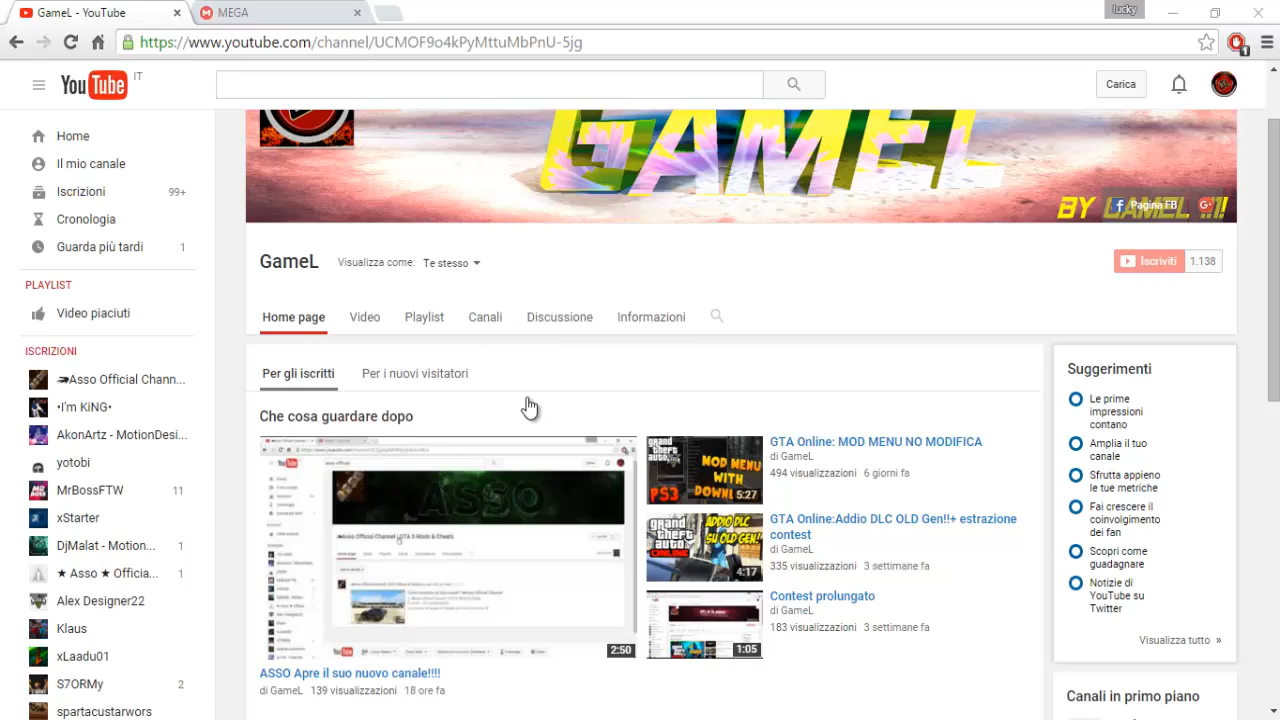 GameL - YouTube
MEGA
lucky
https://www.youtube.com/channel/UCMOF9o4kPyMttuMbPnU-5jg
YouTube IT
Carica
Home
Il mio canale
Iscrizioni 99+
Cronologia
Guarda più tardi 1
PLAYLIST
Video piaciuti
ISCRIZIONI
Asso Official Chann...
•I'm KiNG•
AkonArtz - MotionDesi...
MrBossFTW 11
xStarter
DjMatt - Motion... 1
★ Asso ★ Officia... 1
Alex Designer22
Klaus
xLordu01
S7ORMy 2
spartacustarwors
GAMEL
BY GAMEL !!!
Pagina FB
GameL
Visualizza come: Te stesso
Iscriviti 1.138
Home page Video Playlist Canali Discussione Informazioni
Per gli iscritti Per i nuovi visitatori
Che cosa guardare dopo
ASSO
2:50
ASSO Apre il suo nuovo canale!!!!
di GameL 139 visualizzazioni 18 ore fa
MOD MENU
WITH
PS3
5:27
GTA Online: MOD MENU NO MODIFICA
di GameL
494 visualizzazioni 6 giorni fa
ADDIO DLC
SU OLD GEN!!
4:17
GTA Online:Addio DLC OLD Gen!!+ estrazione
contest
di GameL
335 visualizzazioni 3 settimane fa
1:05
Contest prolungato
di GameL
183 visualizzazioni 3 settimane fa
Suggerimenti
Le prime
impressioni
contano
Amplia il tuo
canale
Sfrutta appieno
le tue metriche
Fai crescere il
coinvolgimento
dei fan
Scopri come
guadagnare
Notizie di
YouTube su
Twitter
Visualizza tutto »
Canali in primo piano